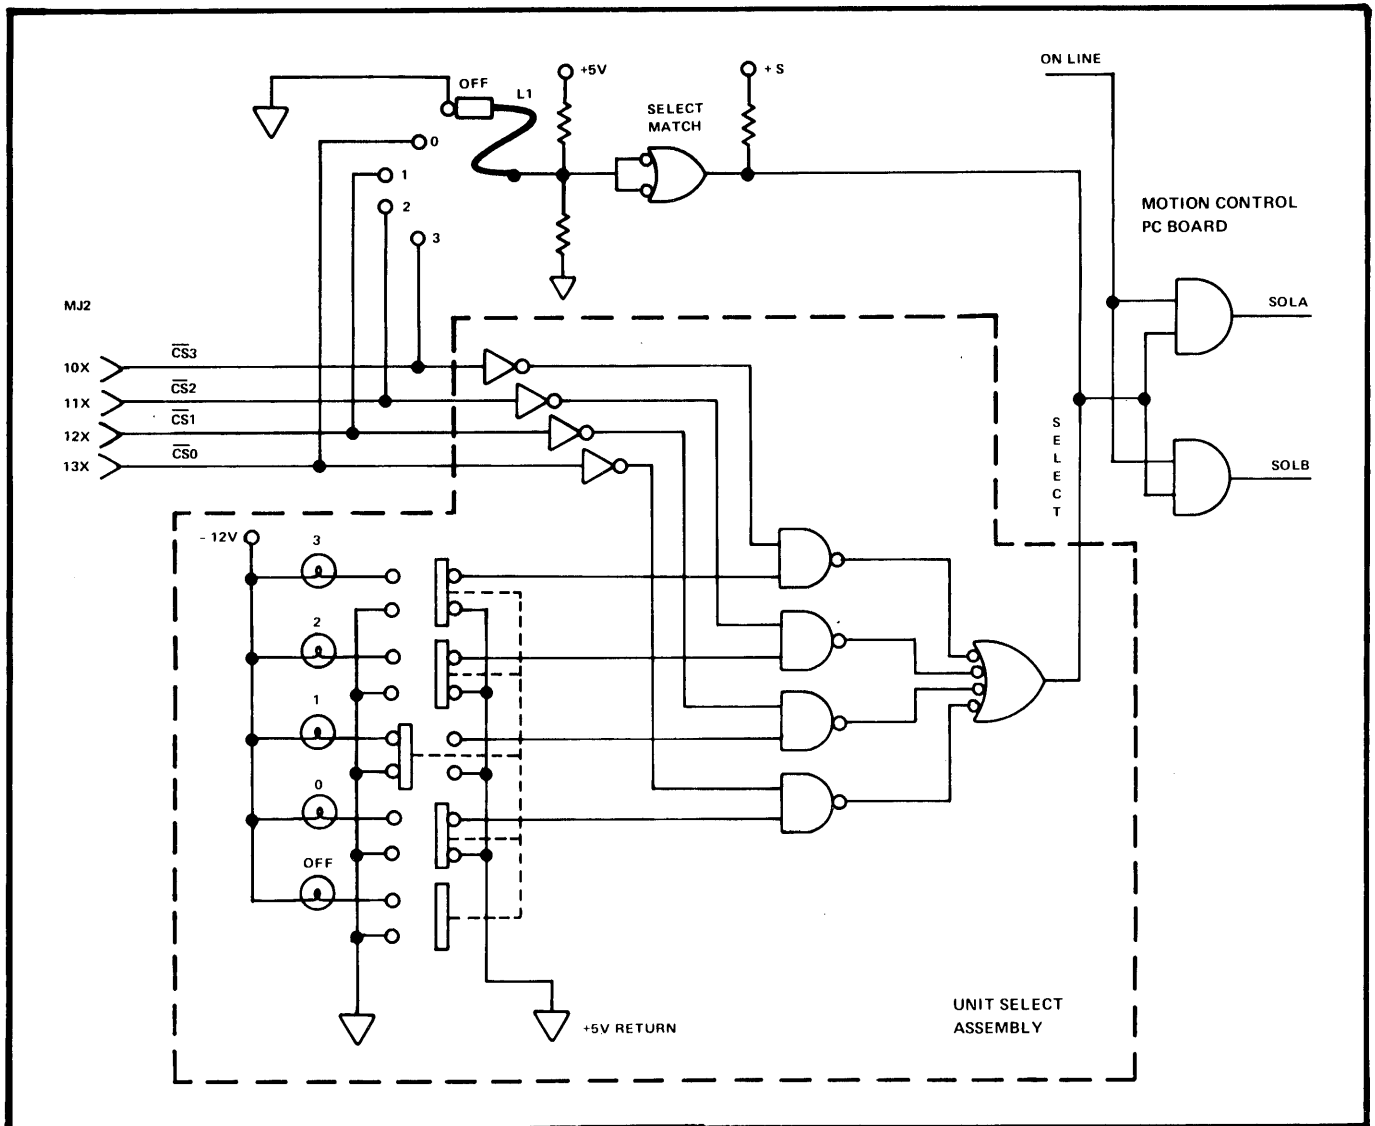 ON LINE
OFF
L1
+5V
+ S
SELECT
MATCH
0
1
2
3
MOTION CONTROL
PC BOARD
MJ2
SOLA
10X
CS3
11X
CS2
12X
CS1
13X
CS0
SELECT
SOLB
- 12V
3
2
1
0
OFF
+5V RETURN
UNIT SELECT
ASSEMBLY